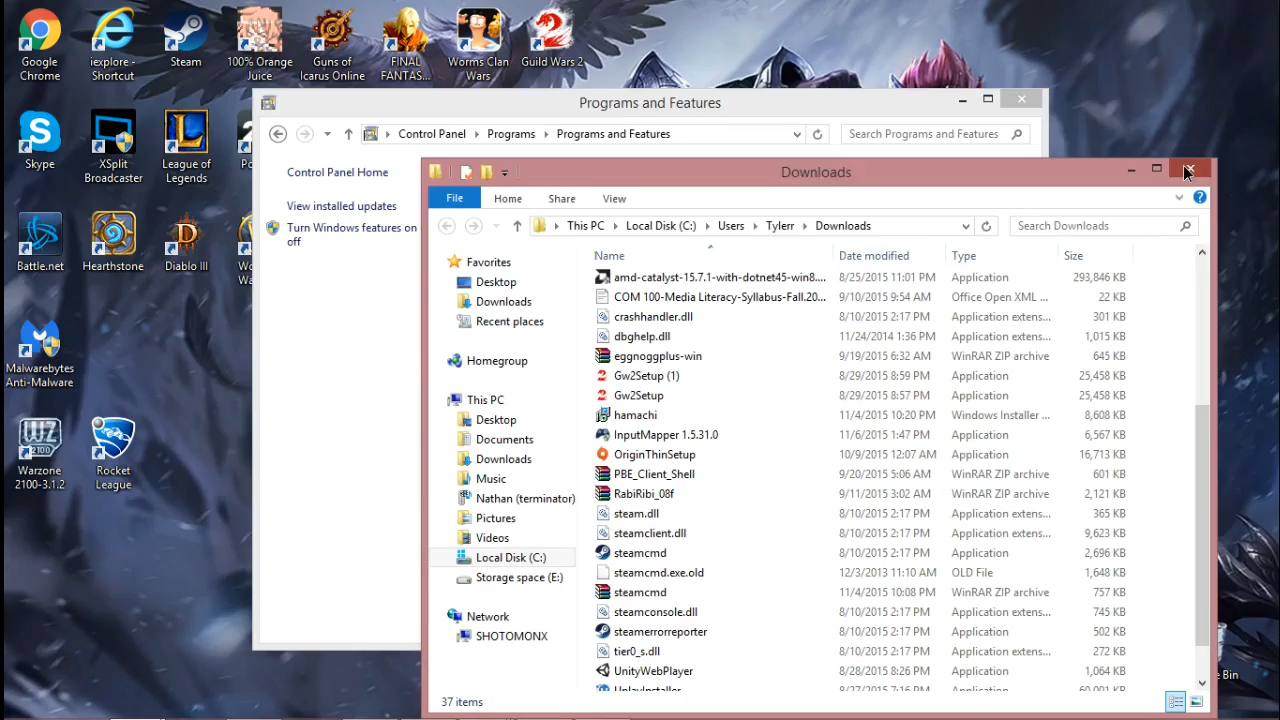 Google Chrome
iexplore - Shortcut
Steam
100% Orange Juice
Guns of Icarus Online
FINAL FANTAS...
Worms Clan Wars
Guild Wars 2
Skype
XSplit Broadcaster
League of Legends
Battle.net
Hearthstone
Diablo III
Malwarebytes Anti-Malware
Warzone 2100-3.1.2
Rocket League
Programs and Features
Control Panel Programs Programs and Features
Search Programs and Features
Control Panel Home
View installed updates
Turn Windows features on
off
Downloads
File Home Share View
This PC Local Disk (C:) Users Tylerr Downloads
Search Downloads
Favorites
Desktop
Downloads
Recent places
Homegroup
This PC
Desktop
Documents
Downloads
Music
Nathan (terminator)
Pictures
Videos
Local Disk (C:)
Storage space (E:)
Network
SHOTOMONX
Name Date modified Type Size
amd-catalyst-15.7.1-with-dotnet45-win8.... 8/25/2015 11:01 PM Application 293,846 KB
COM 100-Media Literacy-Syllabus-Fall.20... 9/10/2015 9:54 AM Office Open XML ... 22 KB
crashhandler.dll 8/10/2015 2:17 PM Application extens... 301 KB
dbghelp.dll 11/24/2014 1:36 PM Application extens... 1,015 KB
eggnoggplus-win 9/19/2015 6:32 AM WinRAR ZIP archive 645 KB
Gw2Setup (1) 8/29/2015 8:59 PM Application 25,458 KB
Gw2Setup 8/29/2015 8:57 PM Application 25,458 KB
hamachi 11/4/2015 10:20 PM Windows Installer ... 8,608 KB
InputMapper 1.5.31.0 11/6/2015 1:47 PM Application 6,567 KB
OriginThinSetup 10/9/2015 12:07 AM Application 16,713 KB
PBE_Client_Shell 9/20/2015 5:06 AM WinRAR ZIP archive 601 KB
RabiRibi_08f 9/11/2015 3:02 AM WinRAR ZIP archive 2,121 KB
steam.dll 8/10/2015 2:17 PM Application extens... 365 KB
steamclient.dll 8/10/2015 2:17 PM Application extens... 9,623 KB
steamcmd 8/10/2015 2:17 PM Application 2,696 KB
steamcmd.exe.old 12/3/2013 11:10 AM OLD File 1,648 KB
steamcmd 11/4/2015 10:08 PM WinRAR ZIP archive 757 KB
steamconsole.dll 8/10/2015 2:17 PM Application extens... 745 KB
steamerrorreporter 8/10/2015 2:17 PM Application 502 KB
tier0_s.dll 8/10/2015 2:17 PM Application extens... 272 KB
UnityWebPlayer 8/28/2015 8:26 PM Application 1,064 KB
UplayInstaller 8/27/2015 7:16 PM Application 60,001 KB
37 items
Bin